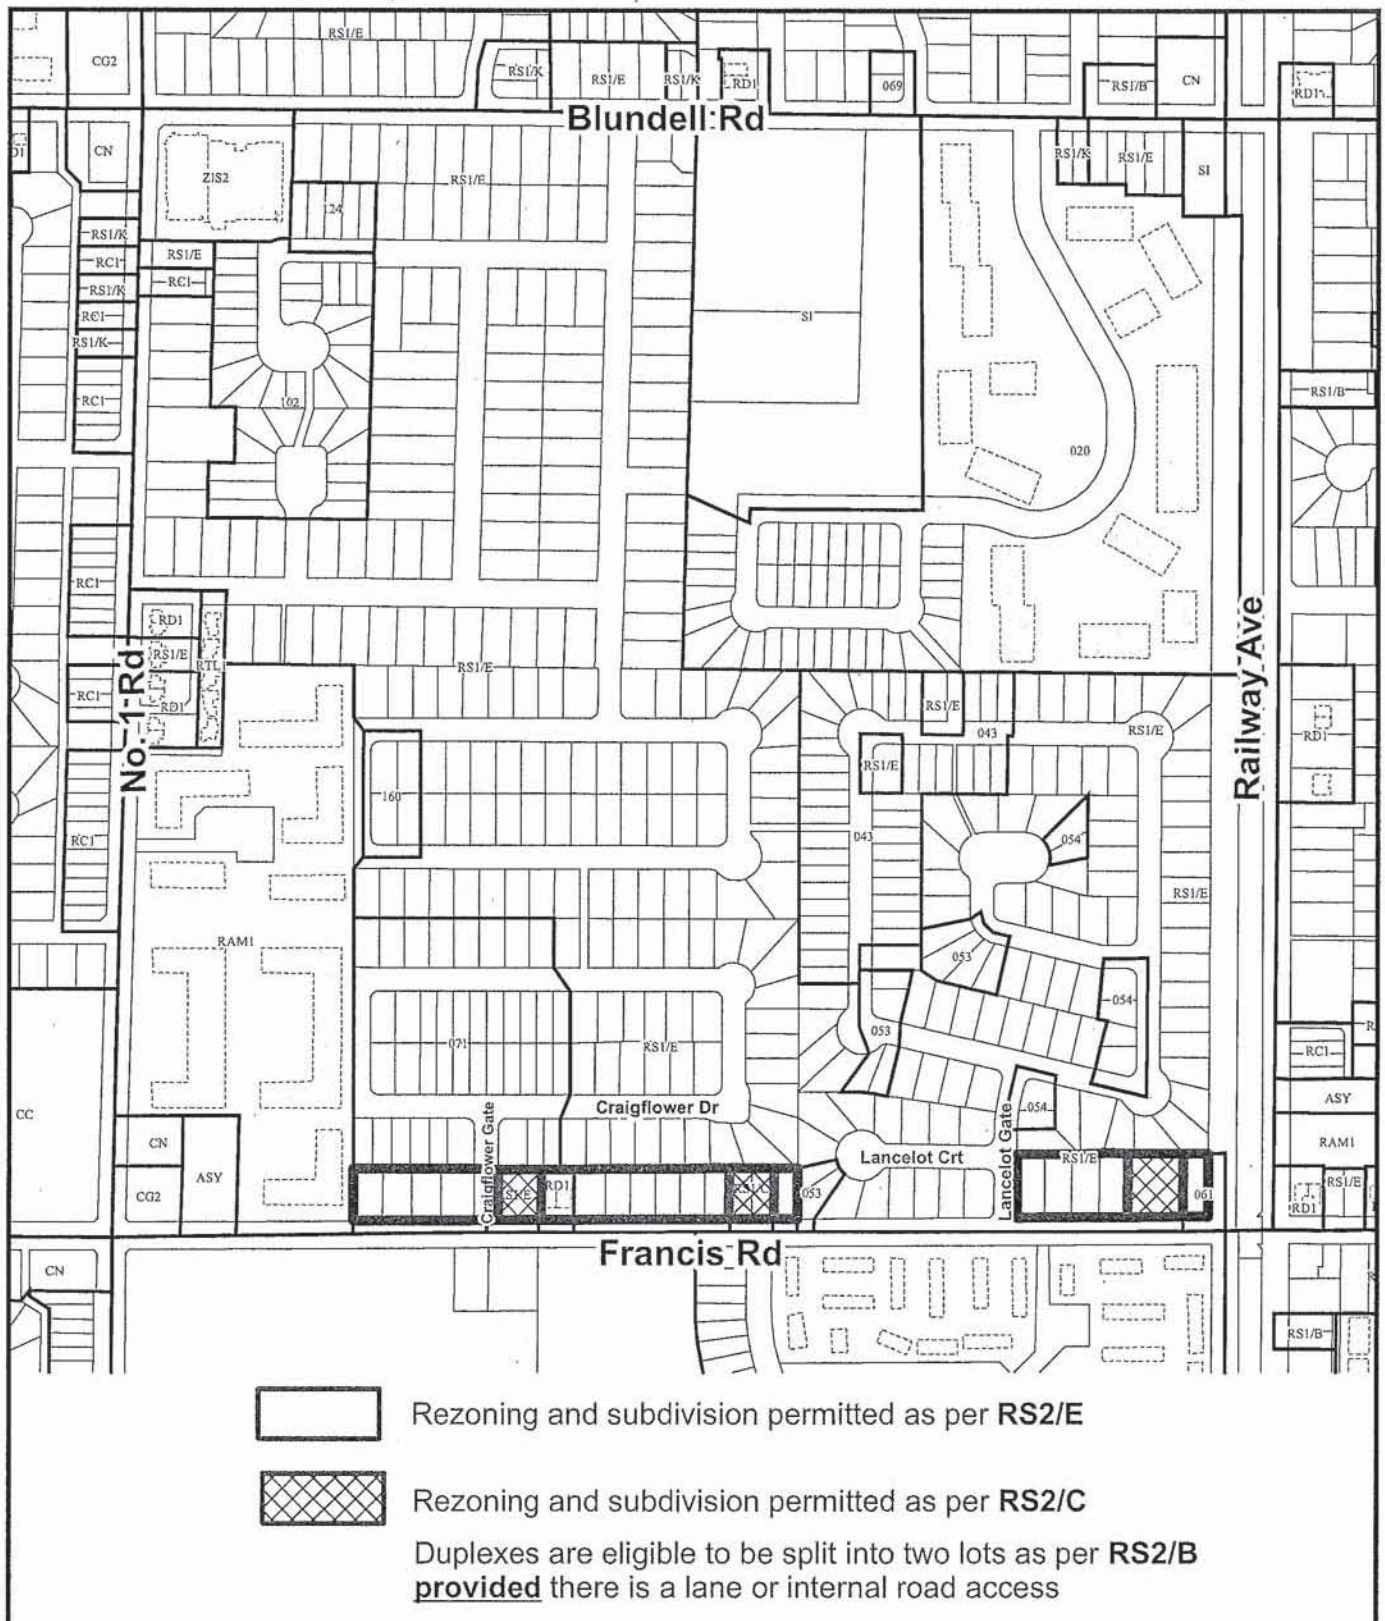 RS1/E
CG2
RS1/K
RS1/E
RS1/K
RD1
069
RS1/B
CN
RD1
Blundell Rd
CN
ZIS2
RS1/E
124
RS1/K
RS1/E
SI
RS1/K
RC1
RS1/K
RC1
RS1/K
RC1
RS1/E
RC1
SI
102
RS1/B
020
RC1
RD1
RS1/E
RTL
RD1
RC1
RC1
No. 1 Rd
RS1/E
RS1/E
043
RS1/E
RS1/E
Railway Ave
RD1
160
043
054
RS1/E
RAM1
053
054
053
071
RS1/E
RC1
ASY
RAM1
CC
CN
CG2
ASY
Craigflower Gate
Craigflower Dr
054
Lancelot Gate
Lancelot Crt
RS1/E
S1/E
RD1
RS1/C
053
061
RD1
RS1/E
Francis Rd
CN
RS1/B
Rezoning and subdivision permitted as per RS2/E
Rezoning and subdivision permitted as per RS2/C
Duplexes are eligible to be split into two lots as per RS2/B
provided there is a lane or internal road access